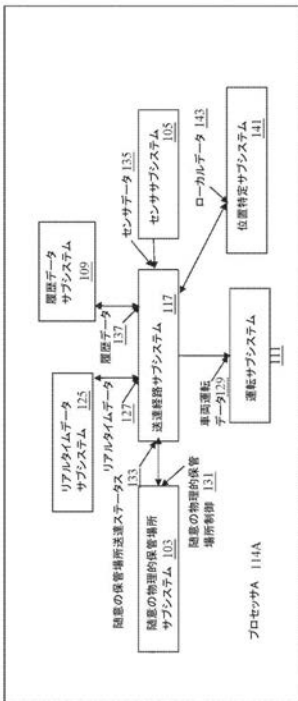 リアルタイムデータ
サブシステム 125
履歴データ
サブシステム
109
リアルタイムデータ
127
履歴データ
137
センサデータ 135
センササブシステム
105
随意の保管場所送達ステータス
133
送達経路サブシステム
117
随意の物理的保管場所
サブシステム 103
随意の物理的保管
場所制御 131
車両運転
データ129
ローカルデータ 143
運転サブシステム
111
位置特定サブシステム
141
プロセッサA 114A